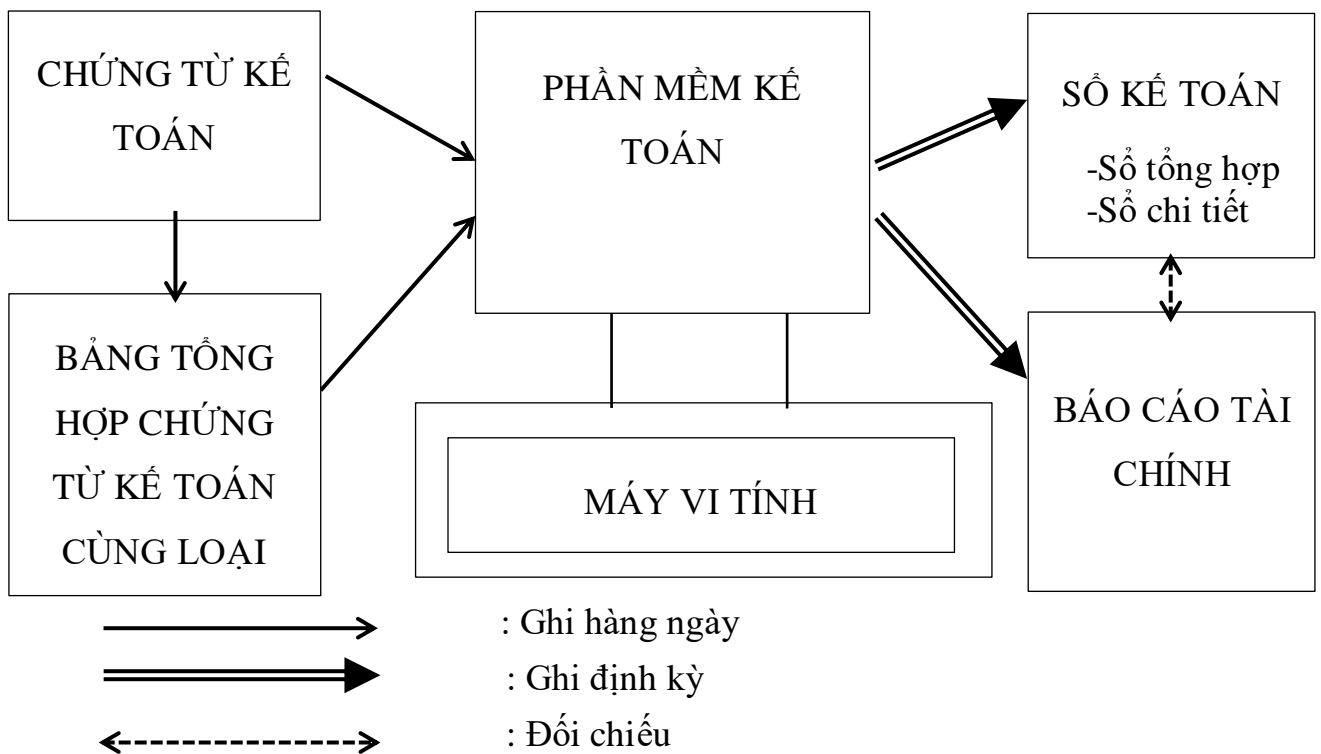 CHỨNG TỪ KẾ
TOÁN
BẢNG TỔNG
HỢP CHỨNG
TỪ KẾ TOÁN
CÙNG LOẠI
PHẦN MỀM KẾ
TOÁN
MÁY VI TÍNH
SỔ KẾ TOÁN
-Sổ tổng hợp
-Sổ chi tiết
BÁO CÁO TÀI
CHÍNH
: Ghi hàng ngày
: Ghi định kỳ
: Đối chiếu